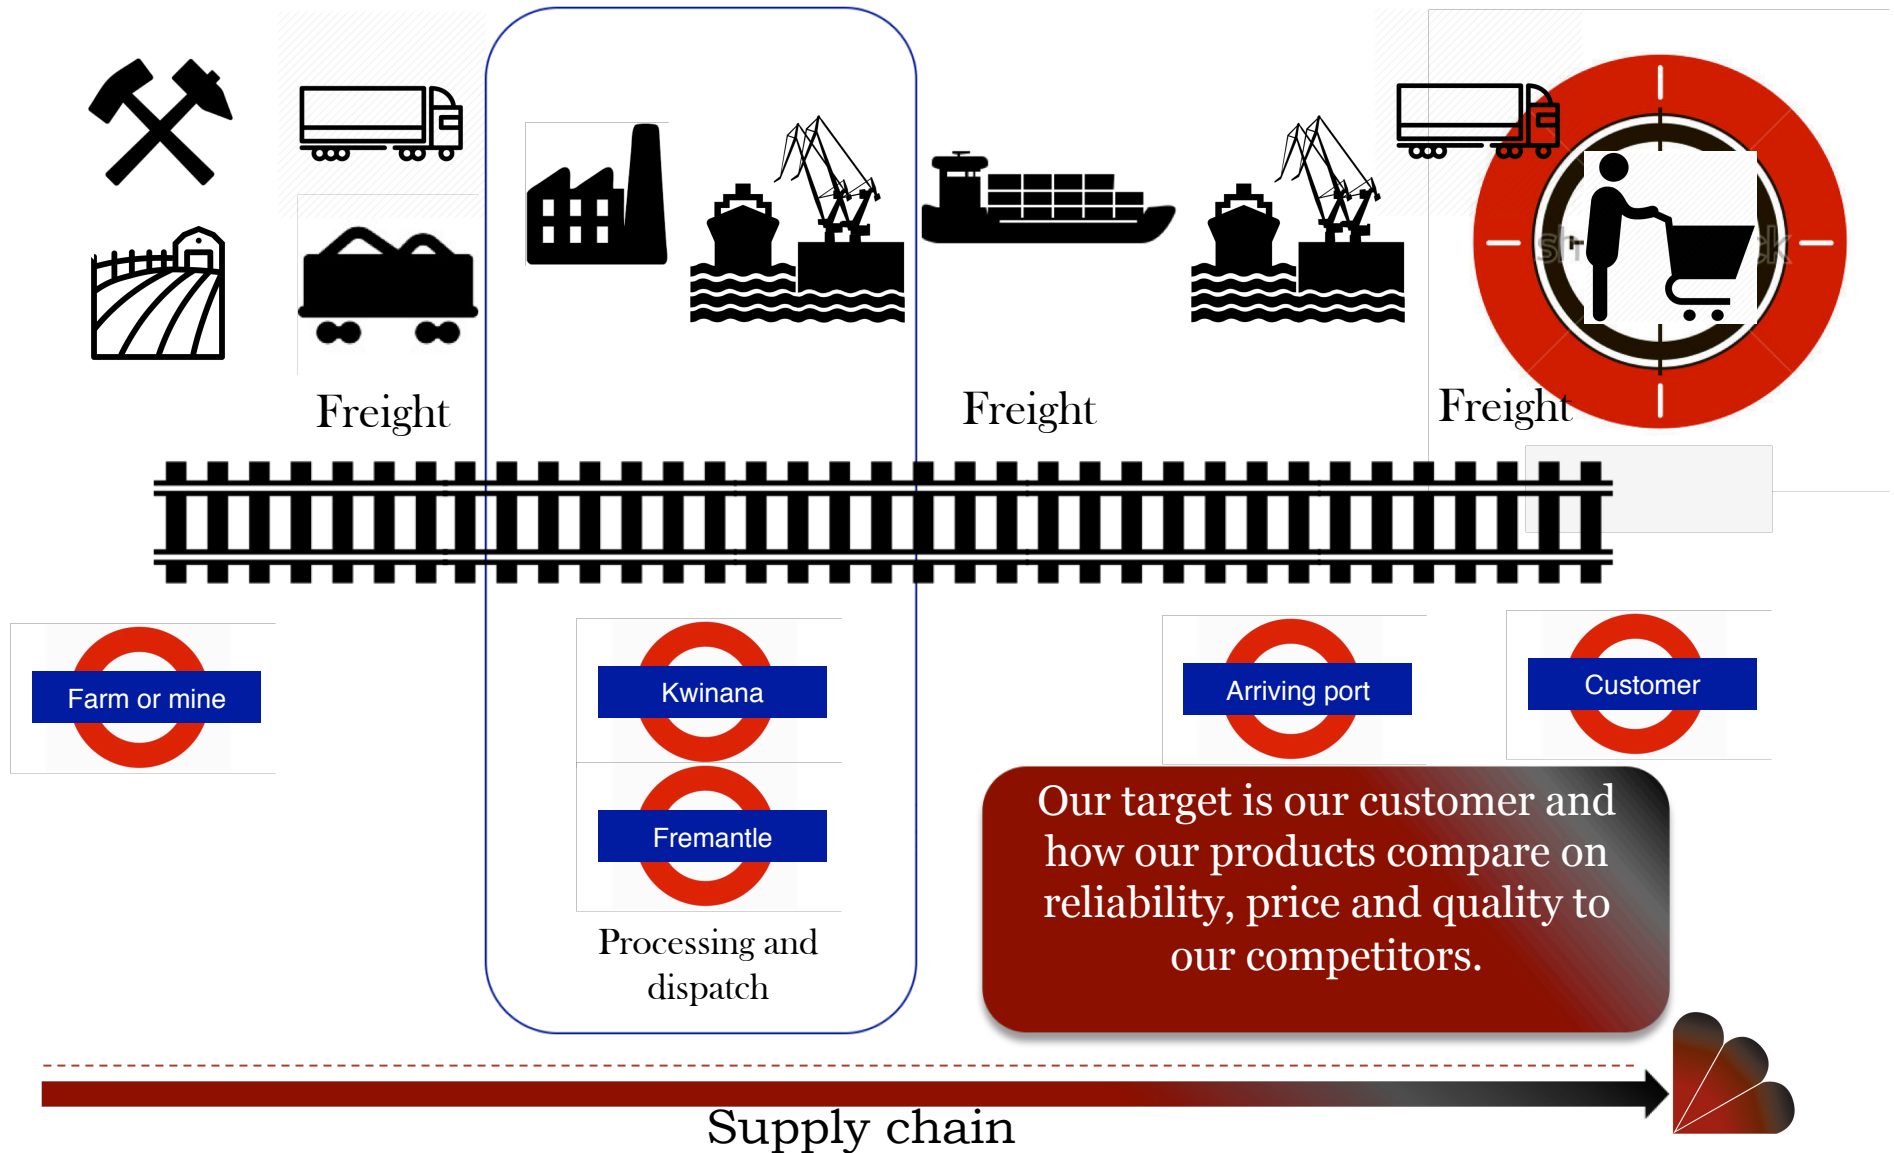 Freight
Freight
Freight
Farm or mine
Kwinana
Arriving port
Customer
Fremantle
Processing and
dispatch
Our target is our customer and
how our products compare on
reliability, price and quality to
our competitors.
Supply chain